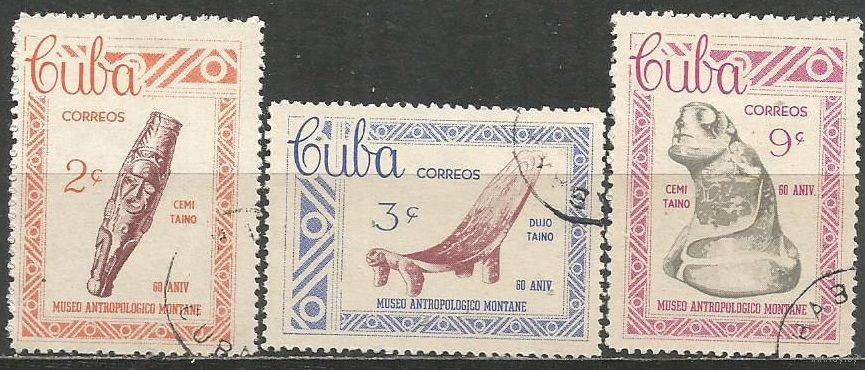 Cuba
CORREOS
2¢
CEMI
TAINO
60 ANIV
MUSEO ANTROPOLOGICO MONTANE
Cuba
CORREOS
3¢
DUJO
TAINO
60 ANIV
MUSEO ANTROPOLOGICO MONTANE
Cuba
CORREOS
9¢
CEMI
TAINO
60 ANIV.
MUSEO ANTROPOLOGICO MONTANE